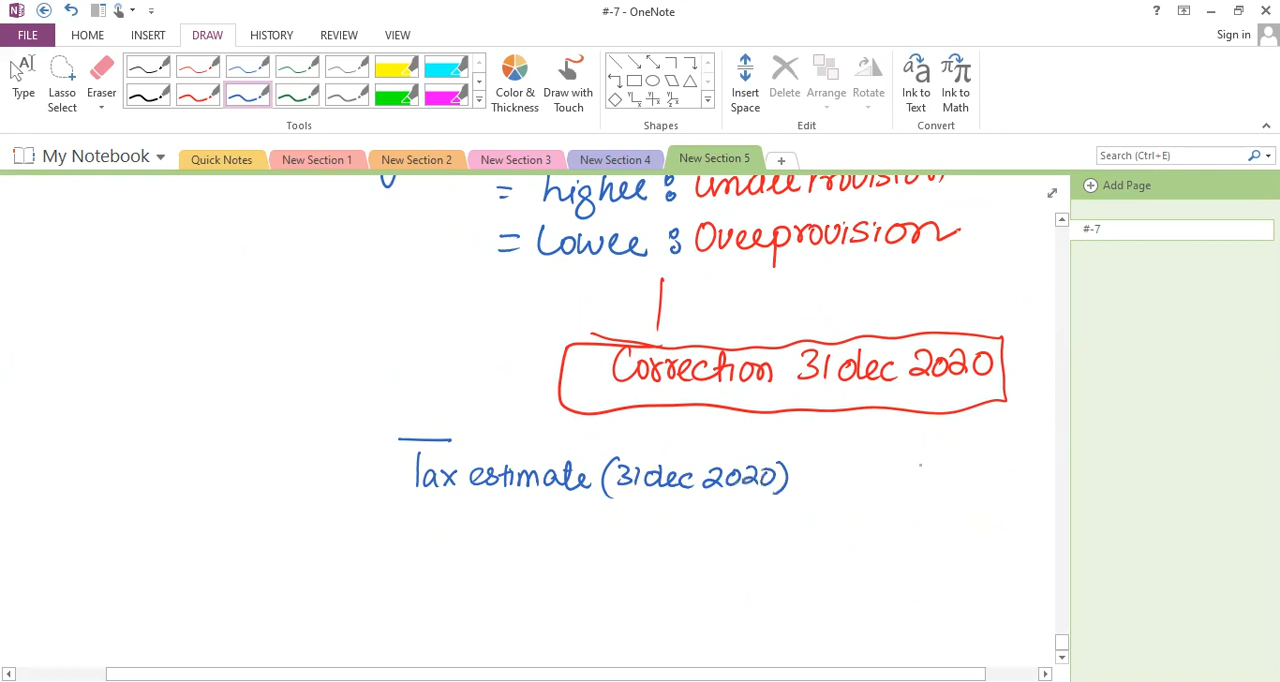 #-7 - OneNote
FILE HOME INSERT DRAW HISTORY REVIEW VIEW
Sign in
Type
Lasso Select
Eraser
Color & Thickness
Draw with Touch
Insert Space
Delete
Arrange
Rotate
Ink to Text
Ink to Math
Tools
Shapes
Edit
Convert
My Notebook
Quick Notes
New Section 1
New Section 2
New Section 3
New Section 4
New Section 5
Search (Ctrl+E)
Add Page
#-7
= higher : underprovision
= Lower : Overprovision
Correction 31 dec 2020
Tax estimate (31 dec 2020)